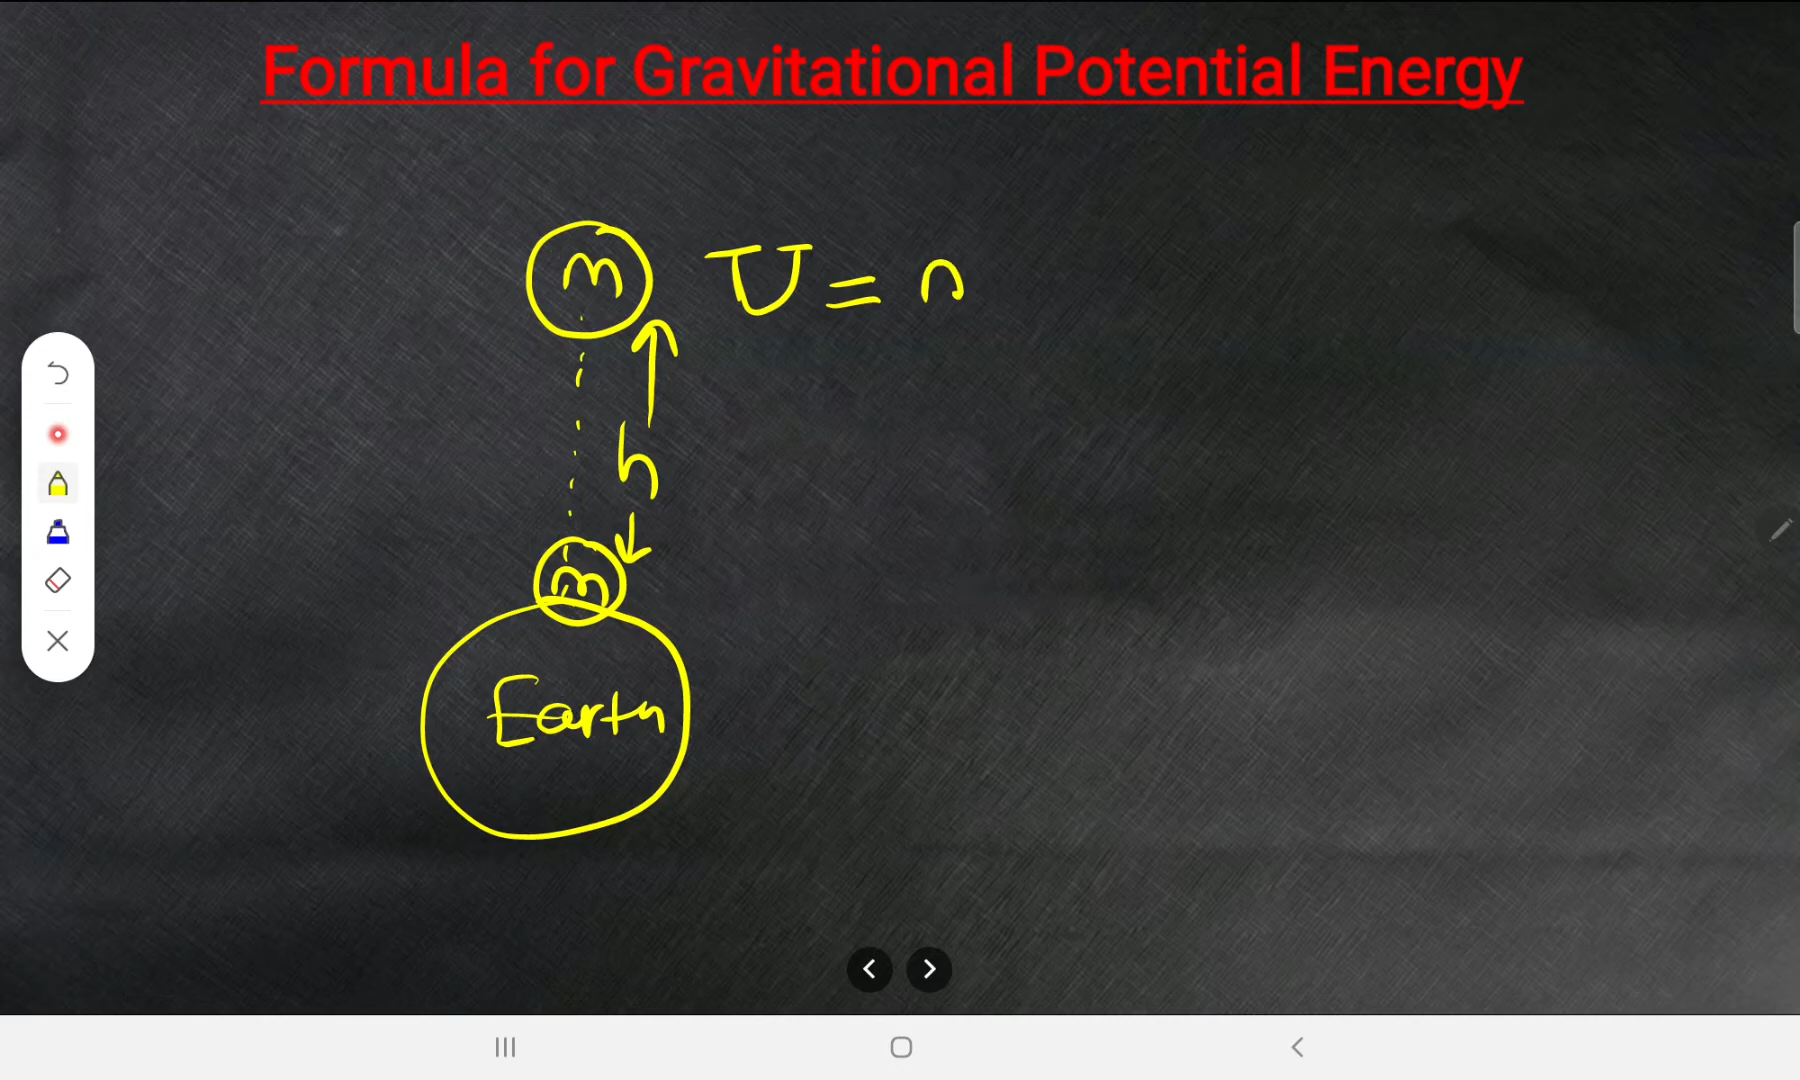 Formula for Gravitational Potential Energy
m U =
h
m
Earth